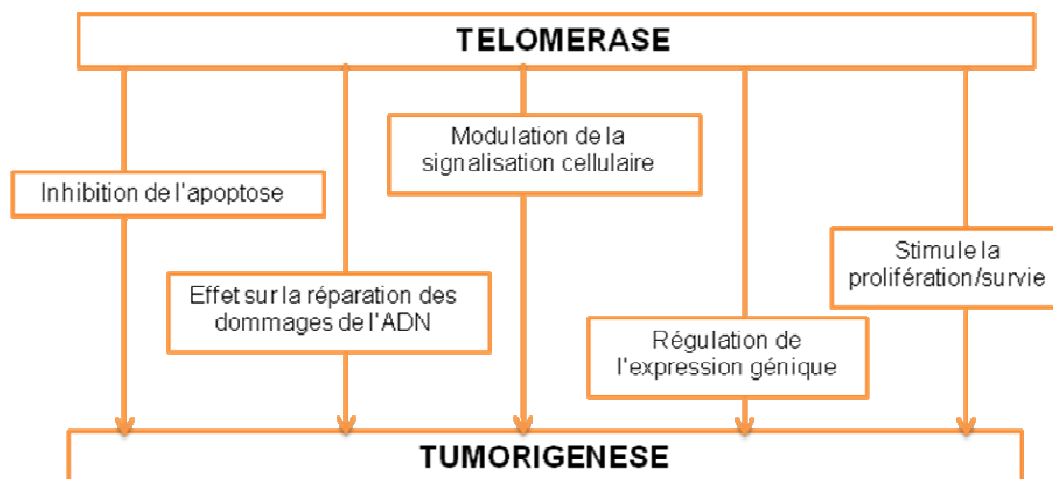 TELOMERASE
Inhibition de l'apoptose
Effet sur la réparation des
dommages de l'ADN
Modulation de la
signalisation cellulaire
Régulation de
l'expression génique
Stimule la
prolifération/survie
TUMORIGENESE